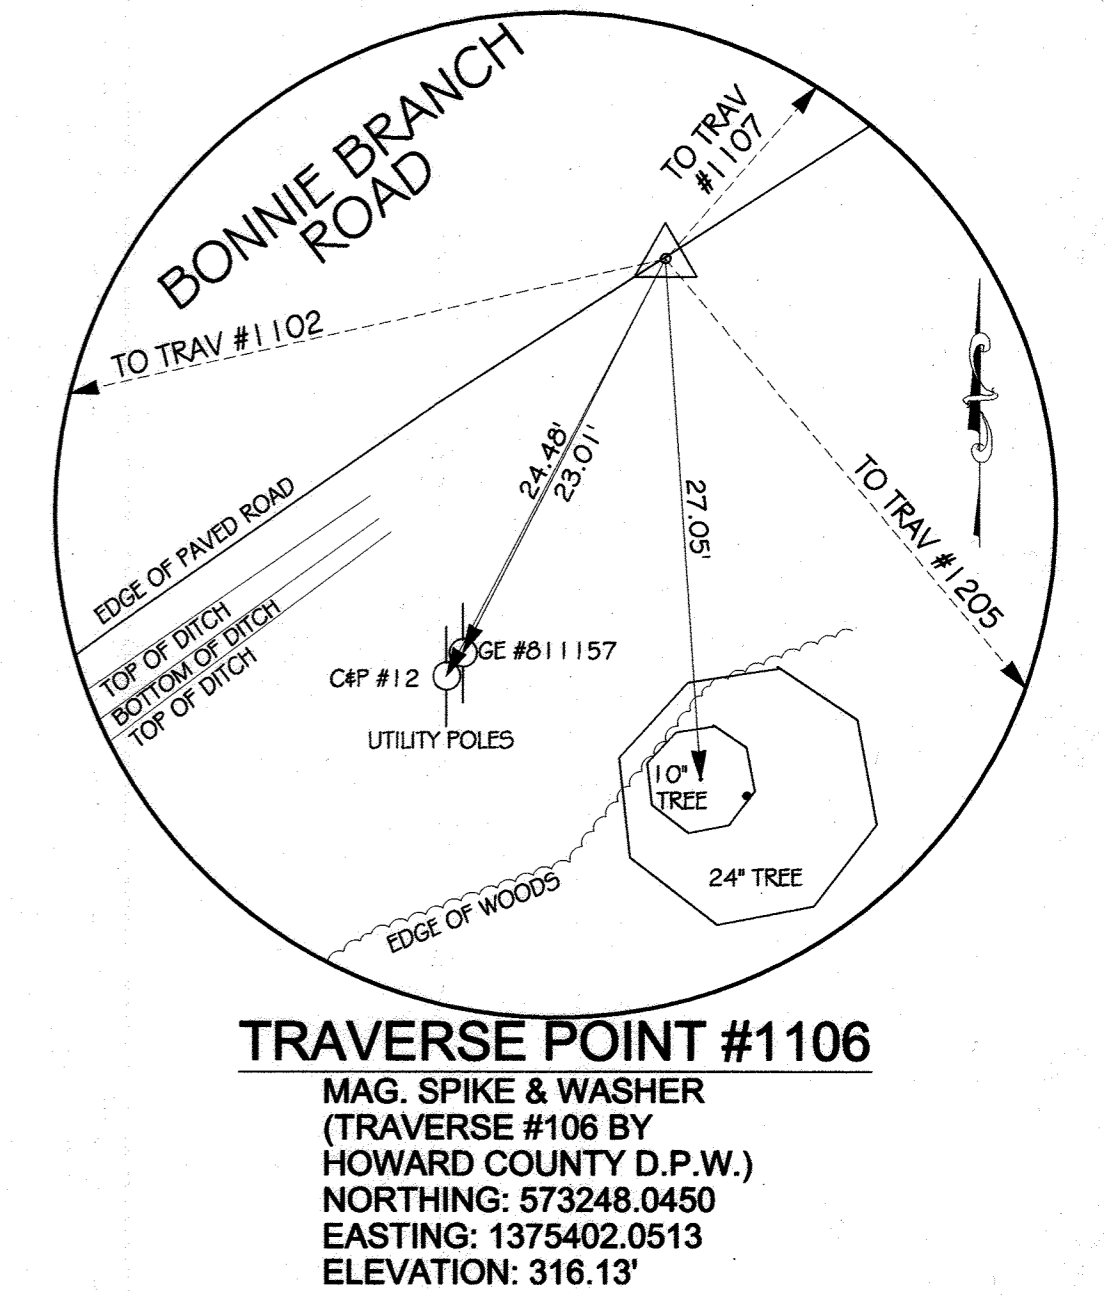 BONNIE BRANCH
ROAD
TO TRAV
#1107
TO TRAV #1102
24.48'
23.01'
27.05'
TO TRAV #1205
EDGE OF PAVED ROAD
TOP OF DITCH
BOTTOM OF DITCH
TOP OF DITCH
GE #811157
C&P #12
UTILITY POLES
10"
TREE
24" TREE
EDGE OF WOODS
TRAVERSE POINT #1106
MAG. SPIKE & WASHER
(TRAVERSE #106 BY
HOWARD COUNTY D.P.W.)
NORTHING: 573248.0450
EASTING: 1375402.0513
ELEVATION: 316.13'